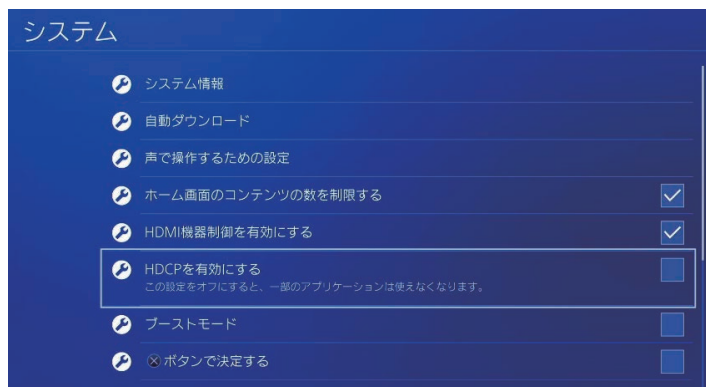 システム
システム情報
自動ダウンロード
声で操作するための設定
ホーム画面のコンテンツの数を制限する
HDMI機器制御を有効にする
HDCPを有効にする
この設定をオフにすると、一部のアプリケーションは使えなくなります。
ブーストモード
⊗ボタンで決定する